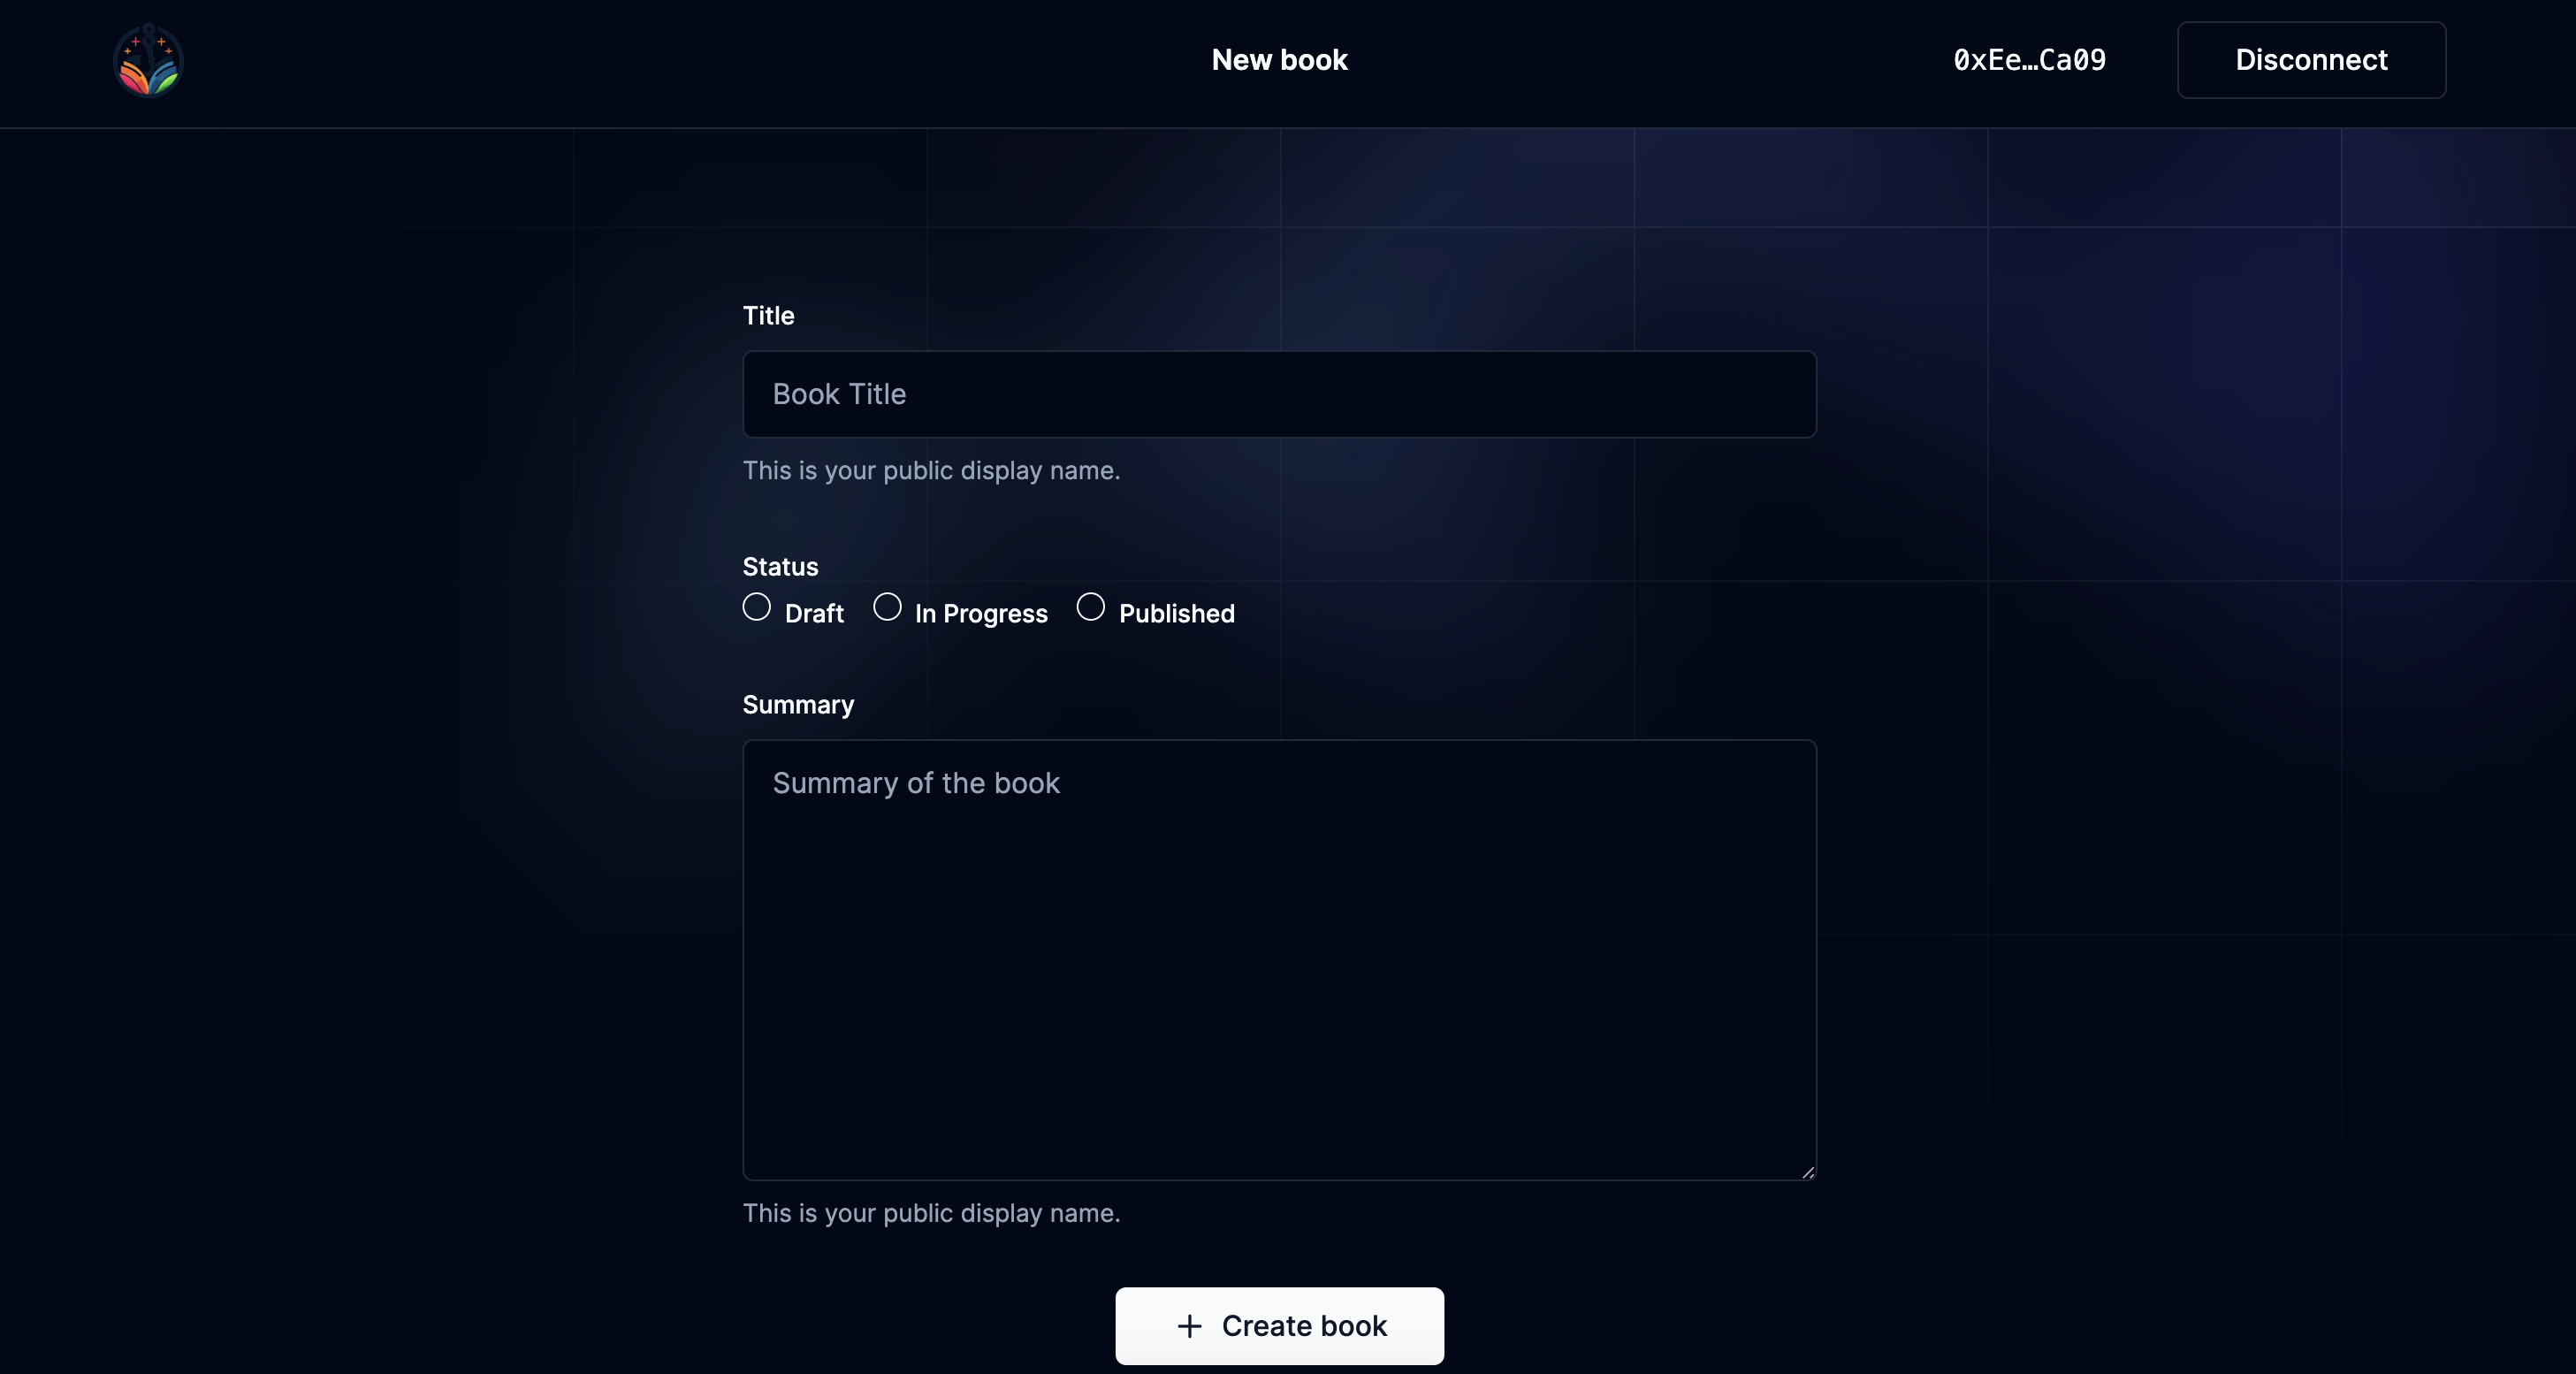 New book
0xEe…Ca09
Disconnect
Title
Book Title
This is your public display name.
Status
Draft
In Progress
Published
Summary
Summary of the book
This is your public display name.
Create book